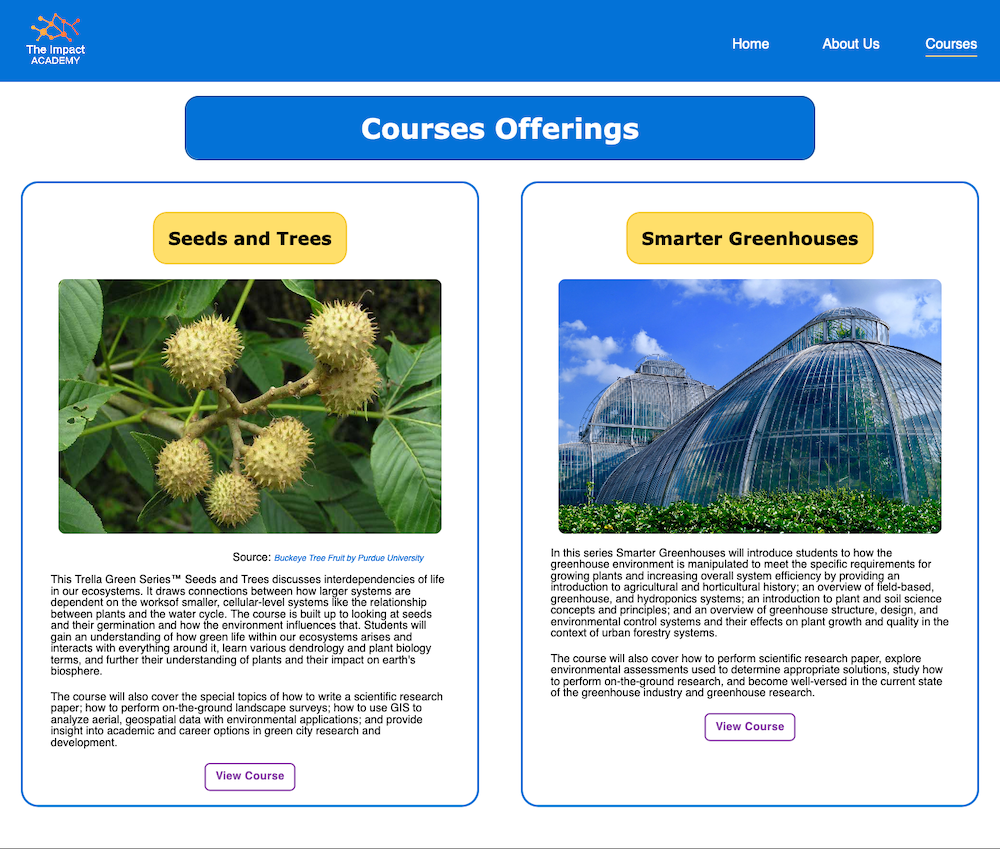 The Impact
ACADEMY
Home
About Us
Courses
Courses Offerings
Seeds and Trees
Source: Buckeye Tree Fruit by Purdue University
This Trella Green Series™ Seeds and Trees discusses interdependencies of life
in our ecosystems. It draws connections between how larger systems are
dependent on the worksof smaller, cellular-level systems like the relationship
between plants and the water cycle. The course is built up to looking at seeds
and their germination and how the environment influences that. Students will
gain an understanding of how green life within our ecosystems arises and
interacts with everything around it, learn various dendrology and plant biology
terms, and further their understanding of plants and their impact on earth's
biosphere.
The course will also cover the special topics of how to write a scientific research
paper; how to perform on-the-ground landscape surveys; how to use GIS to
analyze aerial, geospatial data with environmental applications; and provide
insight into academic and career options in green city research and
development.
View Course
Smarter Greenhouses
In this series Smarter Greenhouses will introduce students to how the
greenhouse environment is manipulated to meet the specific requirements for
growing plants and increasing overall system efficiency by providing an
introduction to agricultural and horticultural history; an overview of field-based,
greenhouse, and hydroponics systems; an introduction to plant and soil science
concepts and principles; and an overview of greenhouse structure, design, and
environmental control systems and their effects on plant growth and quality in the
context of urban forestry systems.
The course will also cover how to perform scientific research paper, explore
environmental assessments used to determine appropriate solutions, study how
to perform on-the-ground research, and become well-versed in the current state
of the greenhouse industry and greenhouse research.
View Course